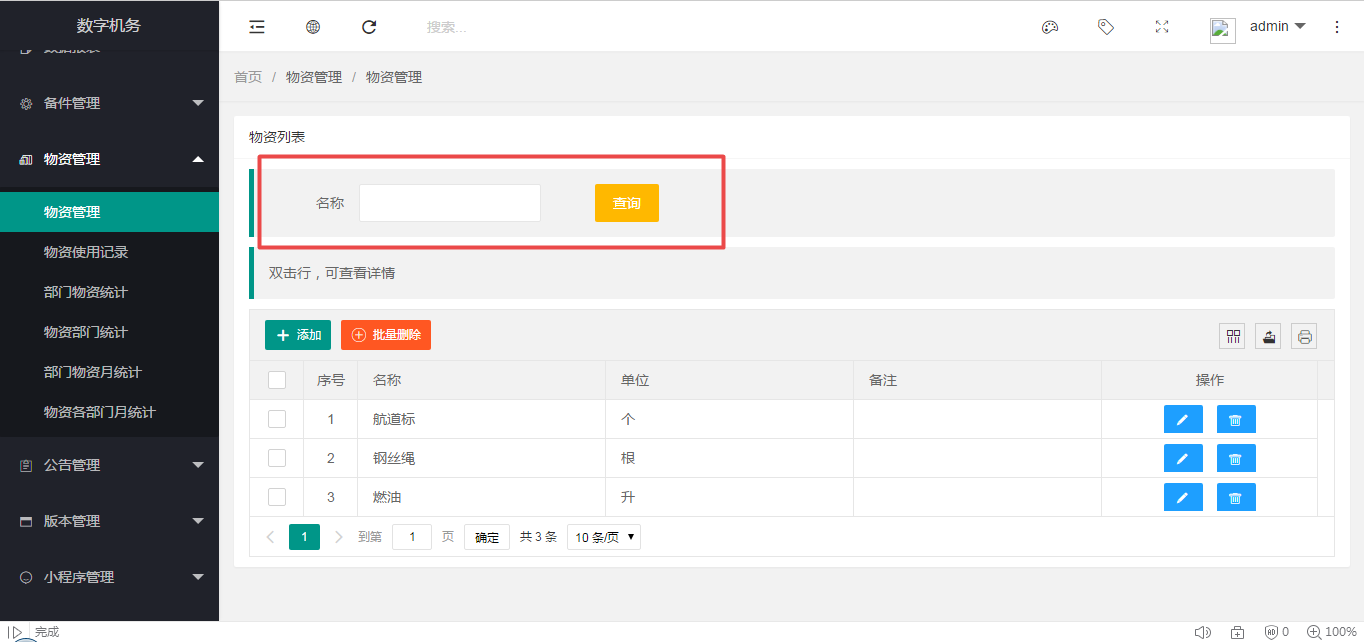 数字机务
搜索...
admin
备件管理
物资管理
物资管理
物资使用记录
部门物资统计
物资部门统计
部门物资月统计
物资各部门月统计
公告管理
版本管理
小程序管理
首页 / 物资管理 / 物资管理
物资列表
名称 查询
双击行，可查看详情
添加 批量删除
序号 名称 单位 备注 操作
1 航道标 个
2 钢丝绳 根
3 燃油 升
1 到第 1 页 确定 共 3 条 10 条/页
完成 0 100%